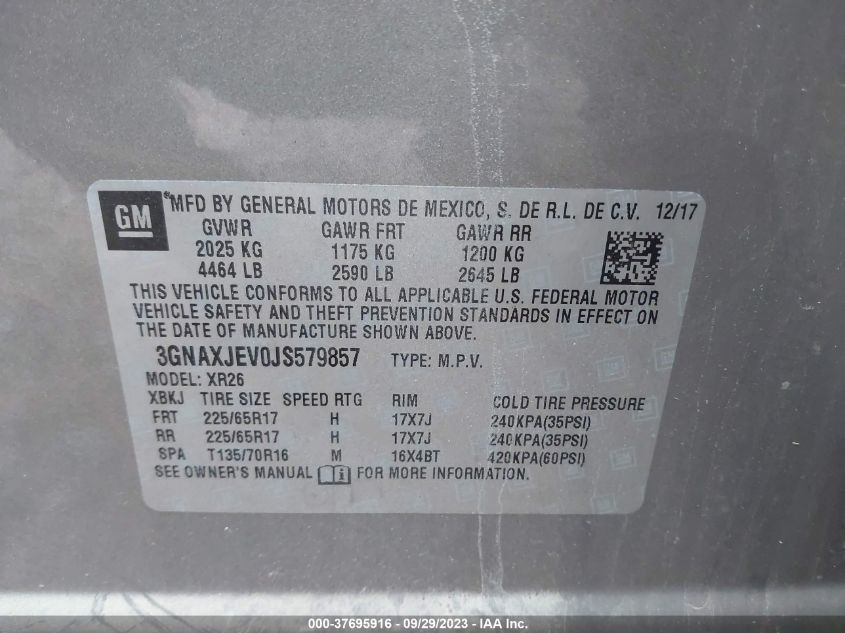 GM ®MFD BY GENERAL MOTORS DE MEXICO, S. DE R.L. DE C.V. 12/17
GVWR GAWR FRT GAWR RR
2025 KG 1175 KG 1200 KG
4464 LB 2590 LB 2645 LB
THIS VEHICLE CONFORMS TO ALL APPLICABLE U.S. FEDERAL MOTOR
VEHICLE SAFETY AND THEFT PREVENTION STANDARDS IN EFFECT ON
THE DATE OF MANUFACTURE SHOWN ABOVE.
3GNAXJEV0JS579857 TYPE: M.P.V.
MODEL: XR26
XBKJ TIRE SIZE SPEED RTG RIM COLD TIRE PRESSURE
FRT 225/65R17 H 17X7J 240KPA(35PSI)
RR 225/65R17 H 17X7J 240KPA(35PSI)
SPA T135/70R16 M 16X4BT 420KPA(60PSI)
SEE OWNER'S MANUAL i FOR MORE INFORMATION.
000-37695916 - 09/29/2023 - IAA Inc.